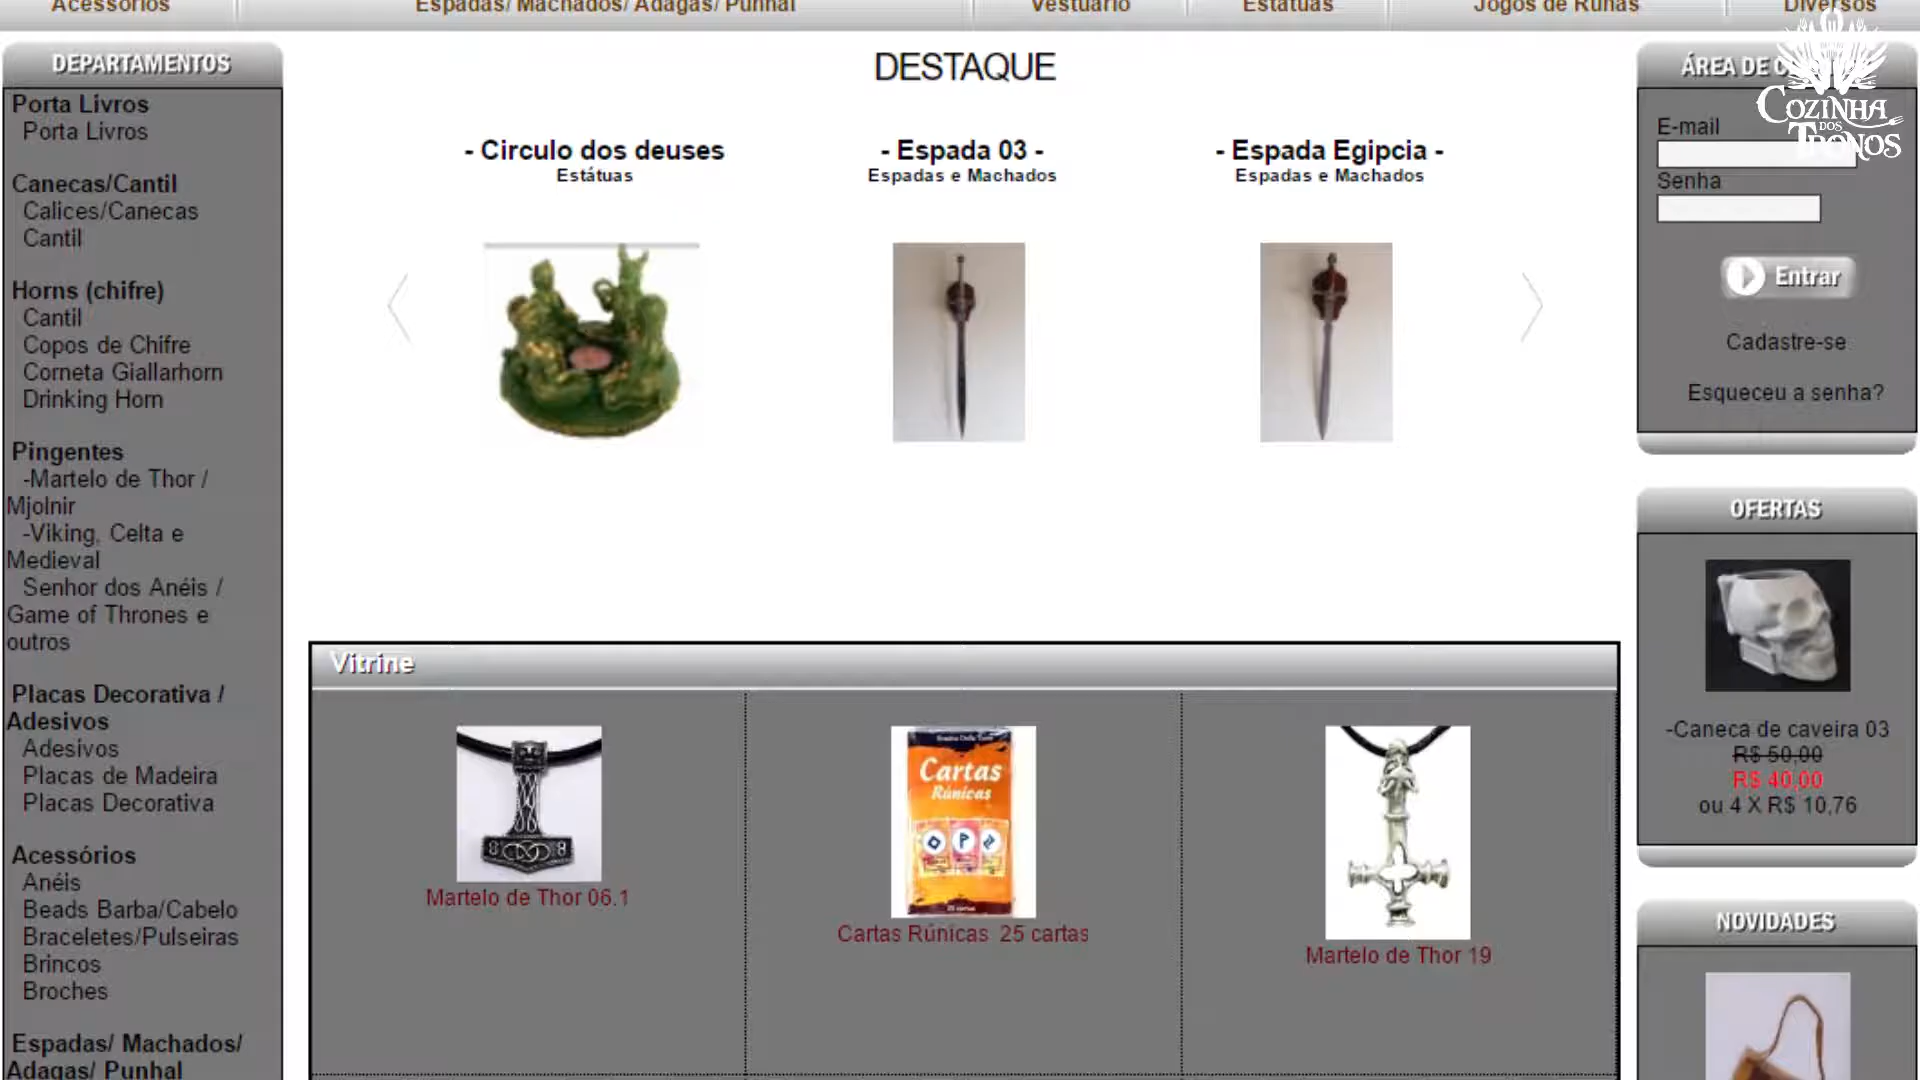 Acessórios
Espadas/ Machados/ Adagas/ Punhal
Vestuário
Estátuas
Jogos de Runas
Diversos
DEPARTAMENTOS
Porta Livros
Porta Livros
Canecas/Cantil
Calices/Canecas
Cantil
Horns (chifre)
Cantil
Copos de Chifre
Corneta Giallarhorn
Drinking Horn
Pingentes
-Martelo de Thor /
Mjolnir
-Viking, Celta e
Medieval
Senhor dos Anéis /
Game of Thrones e
outros
Placas Decorativa /
Adesivos
Adesivos
Placas de Madeira
Placas Decorativa
Acessórios
Anéis
Beads Barba/Cabelo
Braceletes/Pulseiras
Brincos
Broches
Espadas/ Machados/
Adagas/ Punhal
DESTAQUE
- Circulo dos deuses
Estátuas
- Espada 03 -
Espadas e Machados
- Espada Egipcia -
Espadas e Machados
Vitrine
Martelo de Thor 06.1
Cartas
Rúnicas
Cartas Rúnicas 25 cartas
Martelo de Thor 19
ÁREA DE
COZINHA
DOS
TRONOS
E-mail
Senha
Entrar
Cadastre-se
Esqueceu a senha?
OFERTAS
-Caneca de caveira 03
R$ 50,00
R$ 40,00
ou 4 X R$ 10,76
NOVIDADES